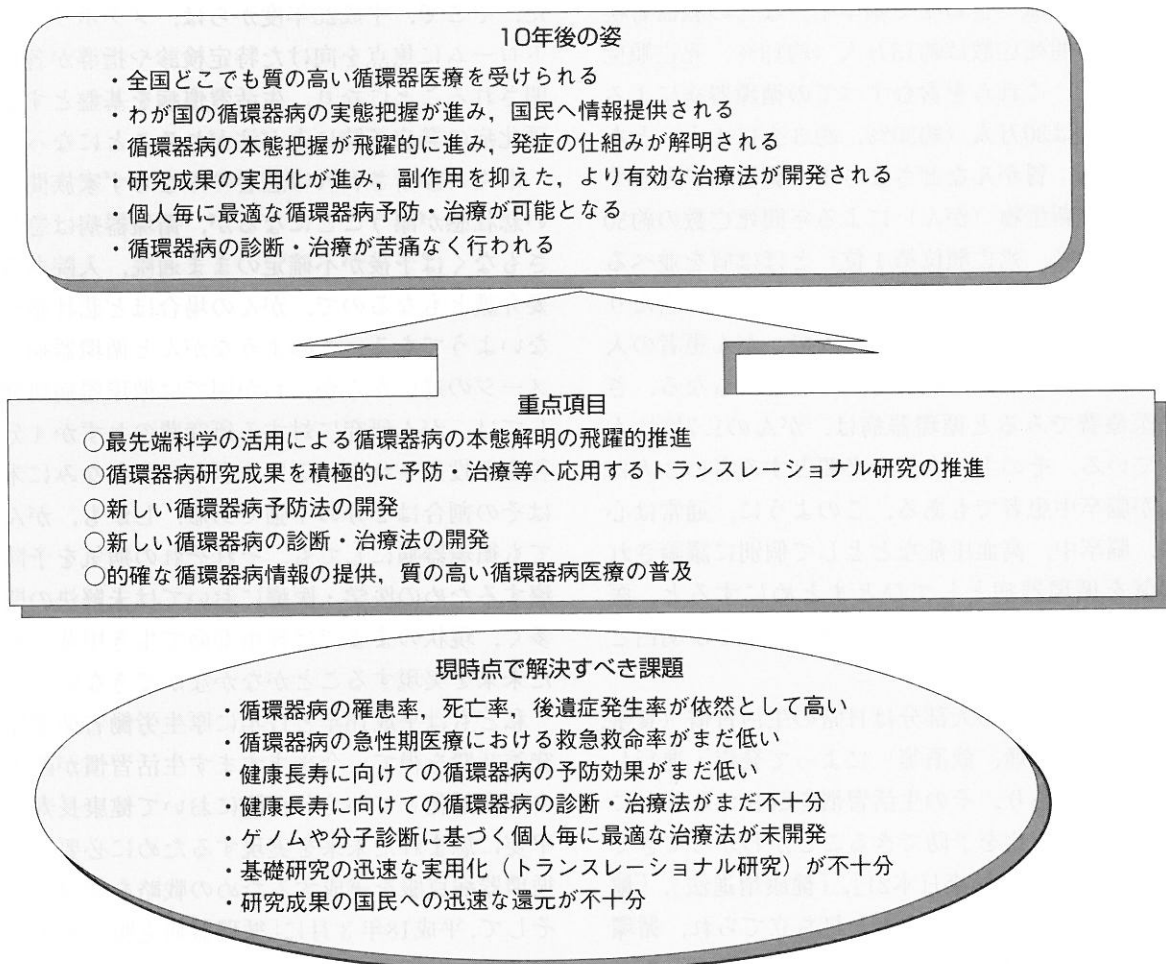 10年後の姿
・全国どこでも質の高い循環器医療を受けられる
・わが国の循環器病の実態把握が進み，国民へ情報提供される
・循環器病の本態把握が飛躍的に進み，発症の仕組みが解明される
・研究成果の実用化が進み，副作用を抑えた，より有効な治療法が開発される
・個人毎に最適な循環器病予防・治療が可能となる
・循環器病の診断・治療が苦痛なく行われる
重点項目
○最先端科学の活用による循環器病の本態解明の飛躍的推進
○循環器病研究成果を積極的に予防・治療等へ応用するトランスレーショナル研究の推進
○新しい循環器病予防法の開発
○新しい循環器病の診断・治療法の開発
○的確な循環器病情報の提供，質の高い循環器病医療の普及
現時点で解決すべき課題
・循環器病の罹患率，死亡率，後遺症発生率が依然として高い
・循環器病の急性期医療における救急救命率がまだ低い
・健康長寿に向けての循環器病の予防効果がまだ低い
・健康長寿に向けての循環器病の診断・治療法がまだ不十分
・ゲノムや分子診断に基づく個人毎に最適な治療法が未開発
・基礎研究の迅速な実用化（トランスレーショナル研究）が不十分
・研究成果の国民への迅速な還元が不十分